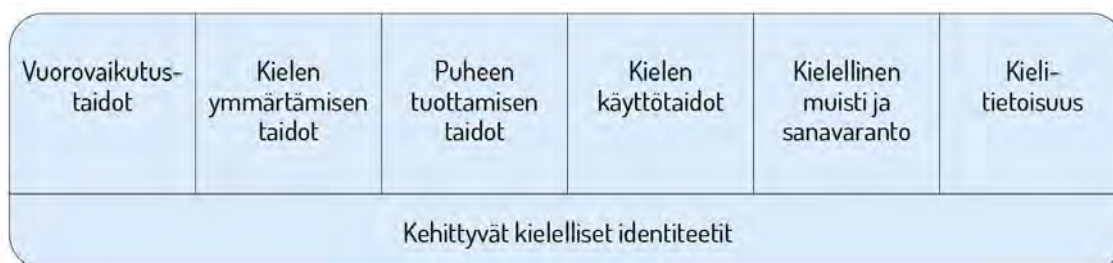 Vuorovaikutus-
taidot
Kielen
ymmärtämisen
taidot
Puheen
tuottamisen
taidot
Kielen
käyttötaidot
Kielellinen
muisti ja
sanavaranto
Kieli-
tietoisuus
Kehittyvät kielelliset identiteetit